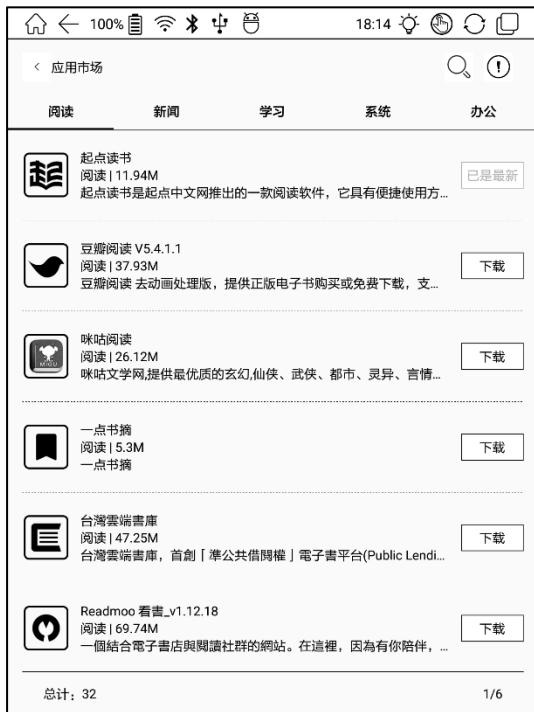 100% 18:14
应用市场
阅读 新闻 学习 系统 办公
起点读书
阅读 | 11.94M
起点读书是起点中文网推出的一款阅读软件，它具有便捷使用方...
已是最新
豆瓣阅读 V5.4.1.1
阅读 | 37.93M
豆瓣阅读 去动画处理版，提供正版电子书购买或免费下载，支...
下载
咪咕阅读
阅读 | 26.12M
咪咕文学网,提供最优质的玄幻,仙侠、武侠、都市、灵异、言情...
下载
一点书摘
阅读 | 5.3M
一点书摘
下载
台灣雲端書庫
阅读 | 47.25M
台灣雲端書庫，首創「準公共借閱權」電子書平台(Public Lendi...
下载
Readmoo 看書_v1.12.18
阅读 | 69.74M
一個結合電子書店與閱讀社群的網站。在這裡，因為有你陪伴，...
下载
总计：32 1/6